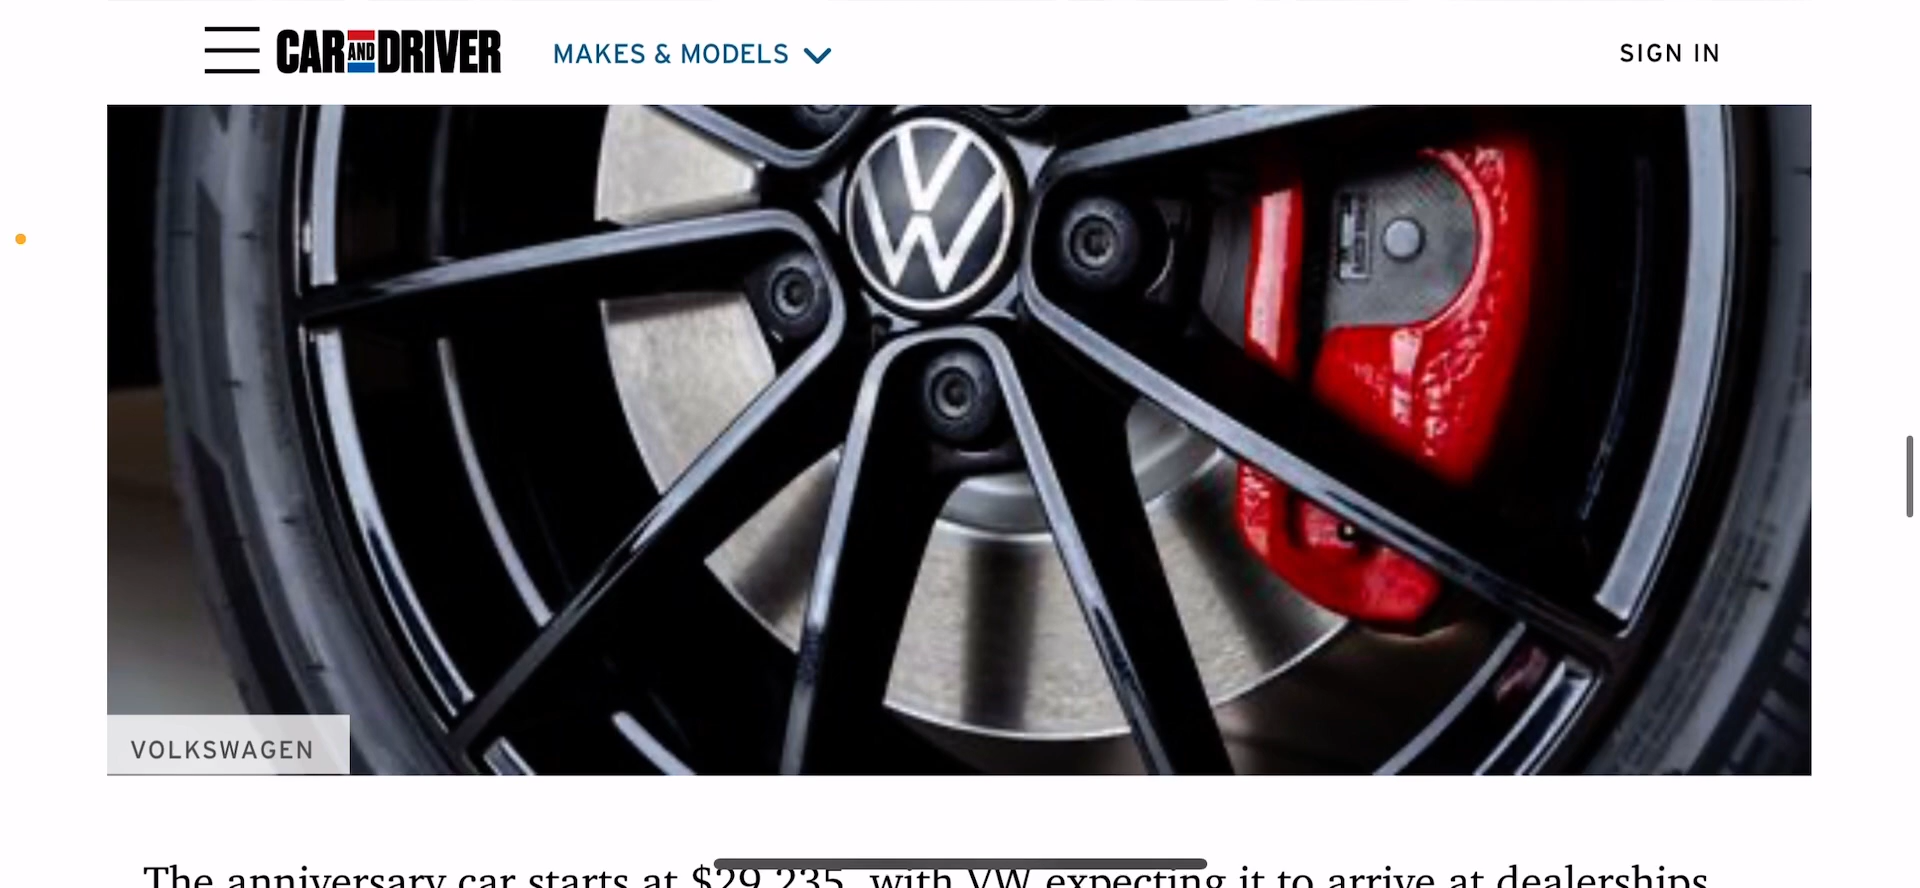 CAR AND DRIVER MAKES & MODELS SIGN IN
VW
VOLKSWAGEN
The anniversary car starts at $29,235, with VW expecting it to arrive at dealerships